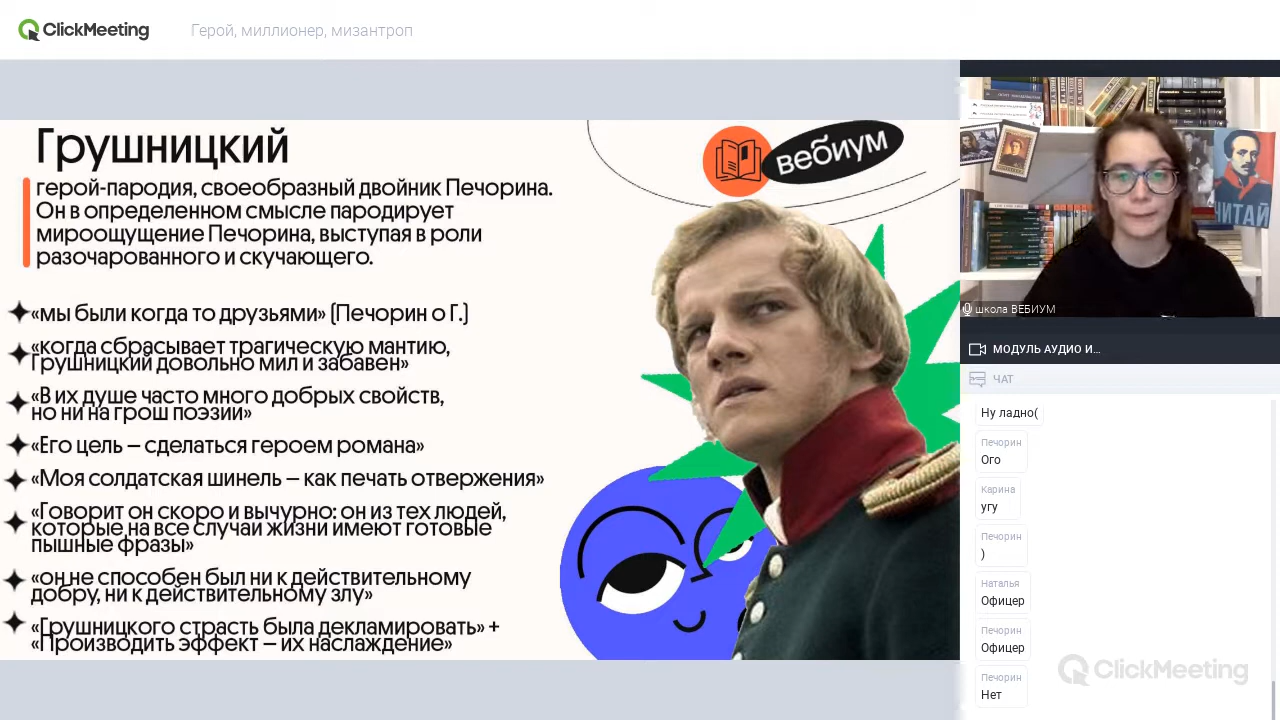 ClickMeeting
Герой, миллионер, мизантроп
Грушницкий
герой-пародия, своеобразный двойник Печорина.
Он в определенном смысле пародирует
мироощущение Печорина, выступая в роли
разочарованного и скучающего.
«мы были когда то друзьями» (Печорин о Г.)
«когда сбрасывает трагическую мантию,
Грушницкий довольно мил и забавен»
«В их душе часто много добрых свойств,
но ни на грош поэзии»
«Его цель – сделаться героем романа»
«Моя солдатская шинель – как печать отвержения»
«Говорит он скоро и вычурно: он из тех людей,
которые на все случаи жизни имеют готовые
пышные фразы»
«он не способен был ни к действительному
добру, ни к действительному злу»
«Грушницкого страсть была декламировать» +
«Производить эффект – их наслаждение»
вебиум
ЧИТАЙ
школа ВЕБИУМ
МОДУЛЬ АУДИО И...
ЧАТ
Ну ладно(
Печорин
Ого
Карина
угу
Печорин
)
Наталья
Офицер
Печорин
Офицер
Печорин
Нет
ClickMeeting